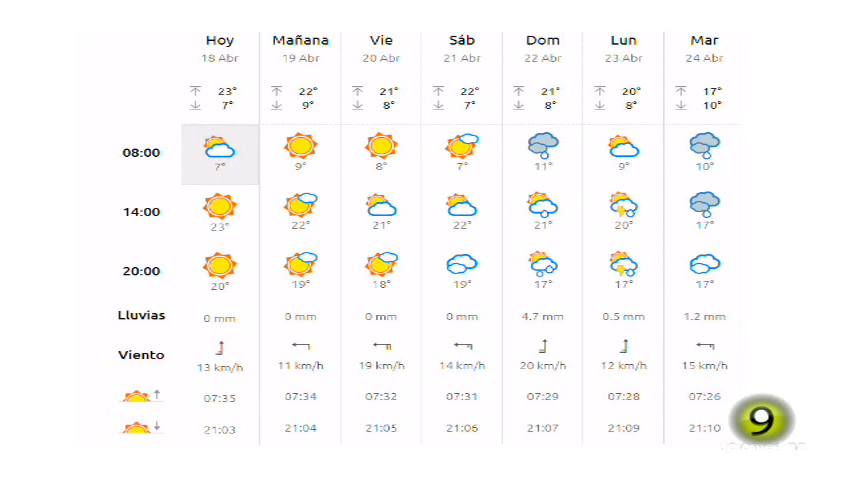 Hoy Mañana Vie Sáb Dom Lun Mar
18 Abr 19 Abr 20 Abr 21 Abr 22 Abr 23 Abr 24 Abr
23° 22° 21° 22° 21° 20° 17°
7° 9° 8° 7° 8° 8° 10°
08:00 7° 9° 8° 7° 11° 9° 10°
14:00 23° 22° 21° 22° 21° 20° 17°
20:00 20° 19° 18° 19° 17° 17° 17°
Lluvias 0 mm 0 mm 0 mm 0 mm 4.7 mm 0.5 mm 1.2 mm
Viento 13 km/h 11 km/h 19 km/h 14 km/h 20 km/h 12 km/h 15 km/h
07:35 07:34 07:32 07:31 07:29 07:28 07:26
21:03 21:04 21:05 21:06 21:07 21:09 21:10
9